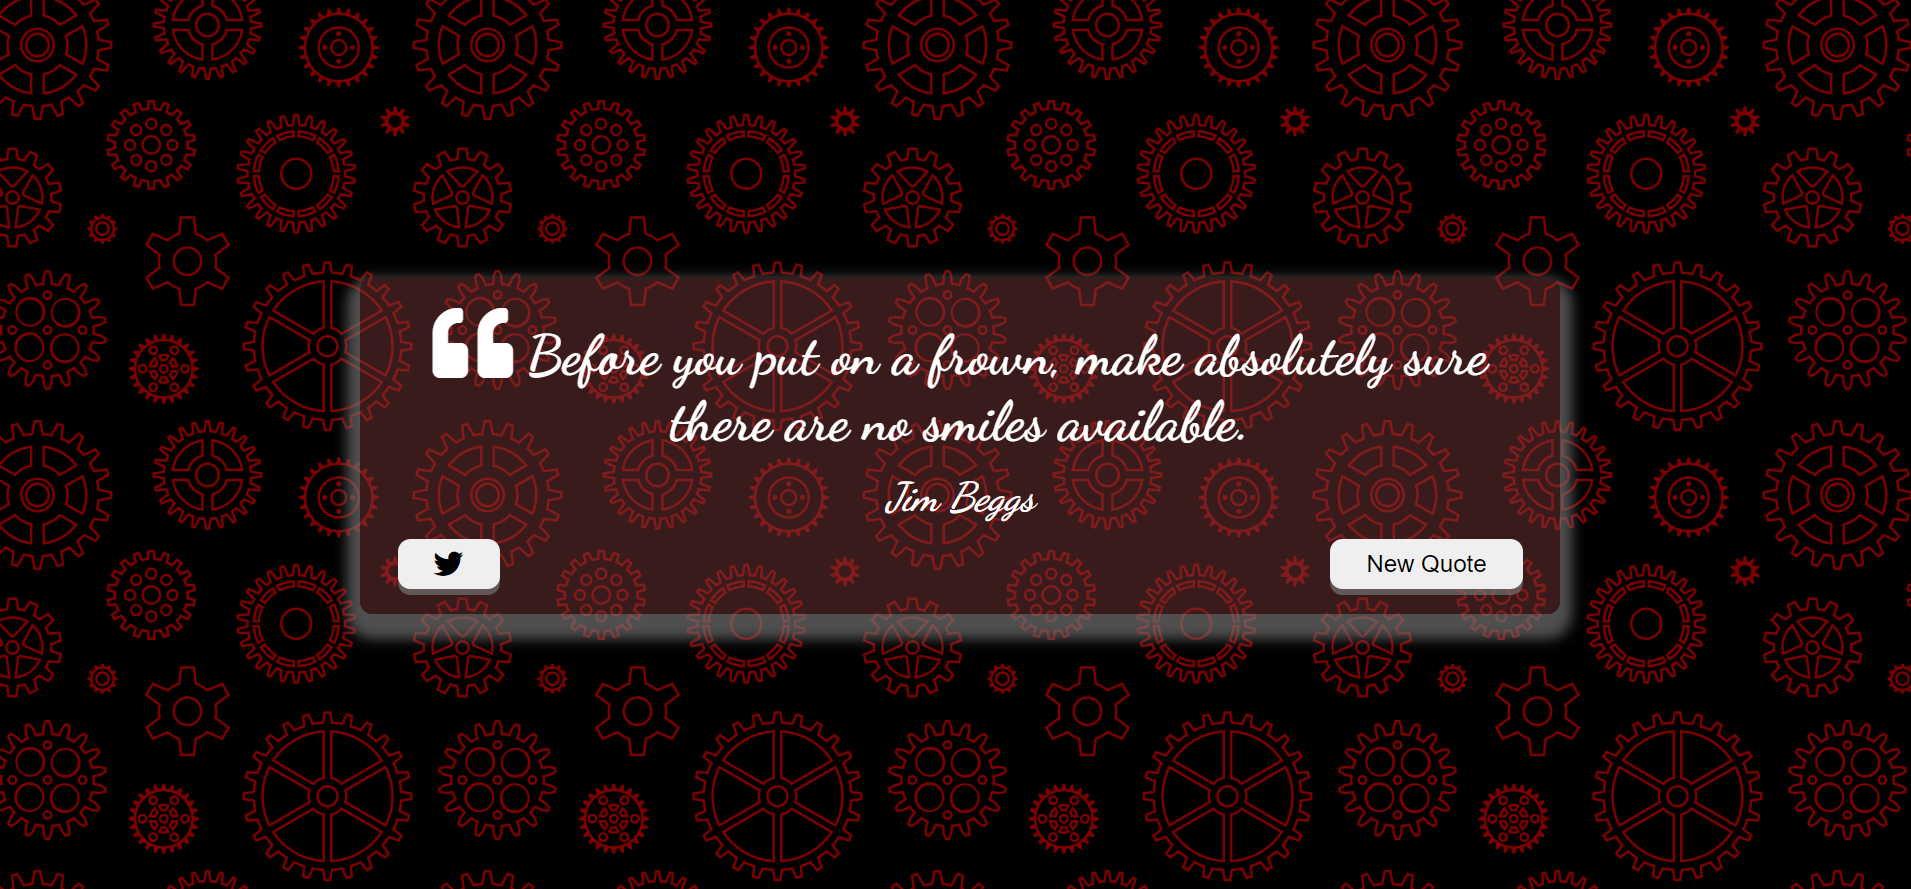 ❝ Before you put on a frown, make absolutely sure
there are no smiles available.
Jim Beggs
New Quote